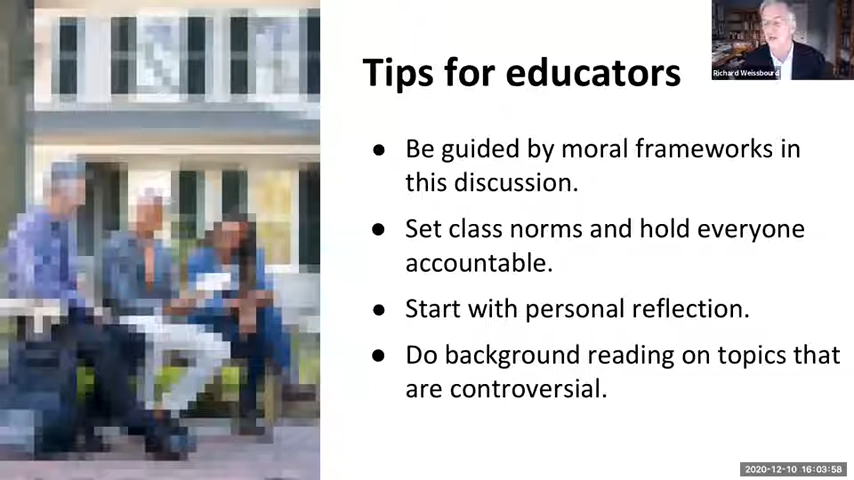 Richard Weissbourd
Tips for educators
● Be guided by moral frameworks in
this discussion.
● Set class norms and hold everyone
accountable.
● Start with personal reflection.
● Do background reading on topics that
are controversial.
2020-12-10 16:03:58